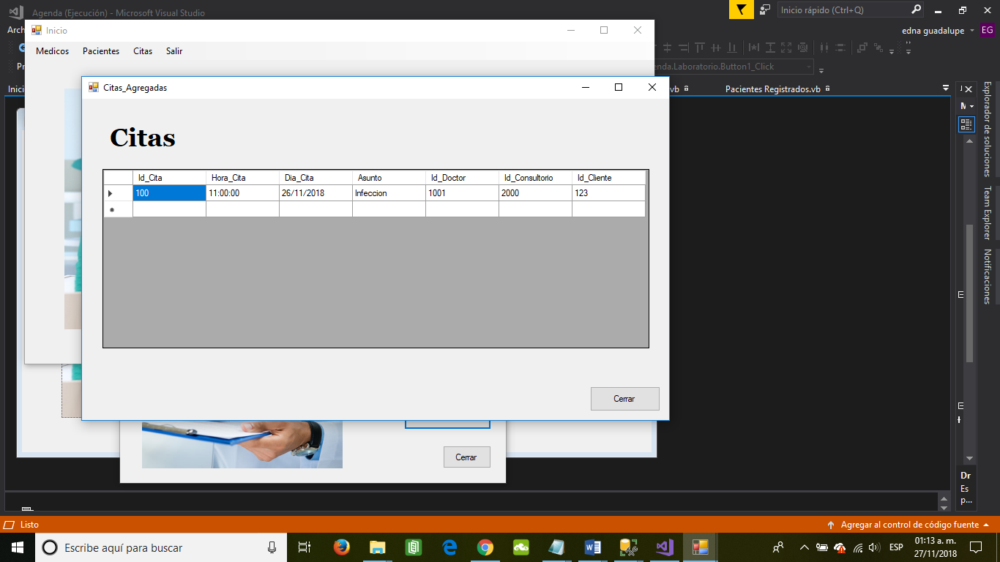 Agenda (Ejecución) - Microsoft Visual Studio
Inicio rápido (Ctrl+Q)
Arch
Inicio
edna guadalupe
EG
Medicos Pacientes Citas Salir
enda.Laboratorio.Button1_Click
Citas_Agregadas
.vb
Pacientes Registrados.vb
Citas
Id_Cita Hora_Cita Dia_Cita Asunto Id_Doctor Id_Consultorio Id_Cliente
100 11:00:00 26/11/2018 Infeccion 1001 2000 123
Cerrar
Cerrar
Explorador de soluciones
Team Explorer
Notificaciones
Dr
Es
p...
Listo
Agregar al control de código fuente
Escribe aquí para buscar
ESP
01:13 a. m.
27/11/2018